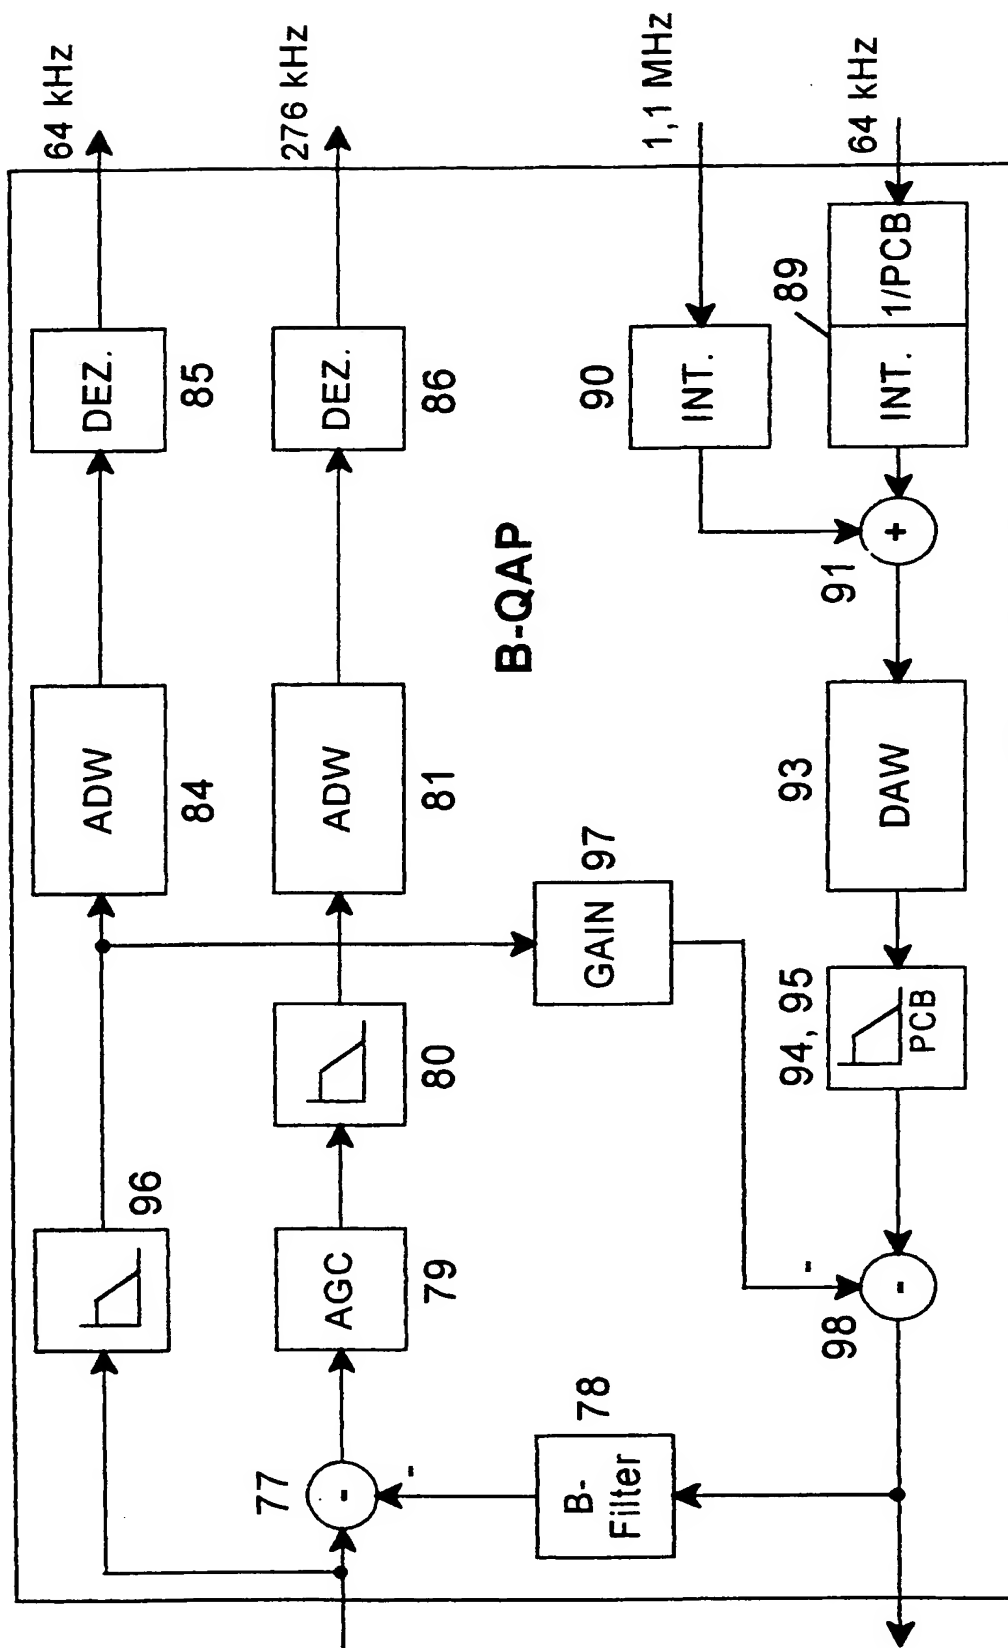 64 kHz
DEZ.
85
ADW
84
96
276 kHz
DEZ.
86
ADW
81
80
AGC
79
77
-
-
B-QAP
GAIN
97
B-
Filter
78
1,1 MHz
INT.
90
64 kHz
1/PCB
INT.
89
+
91
DAW
93
PCB
94, 95
-
-
98